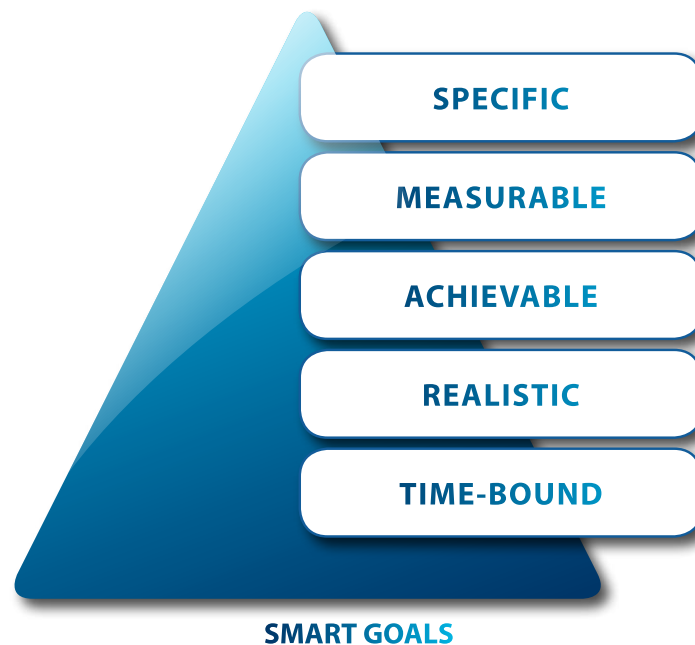 SPECIFIC
MEASURABLE
ACHIEVABLE
REALISTIC
TIME-BOUND
SMART GOALS